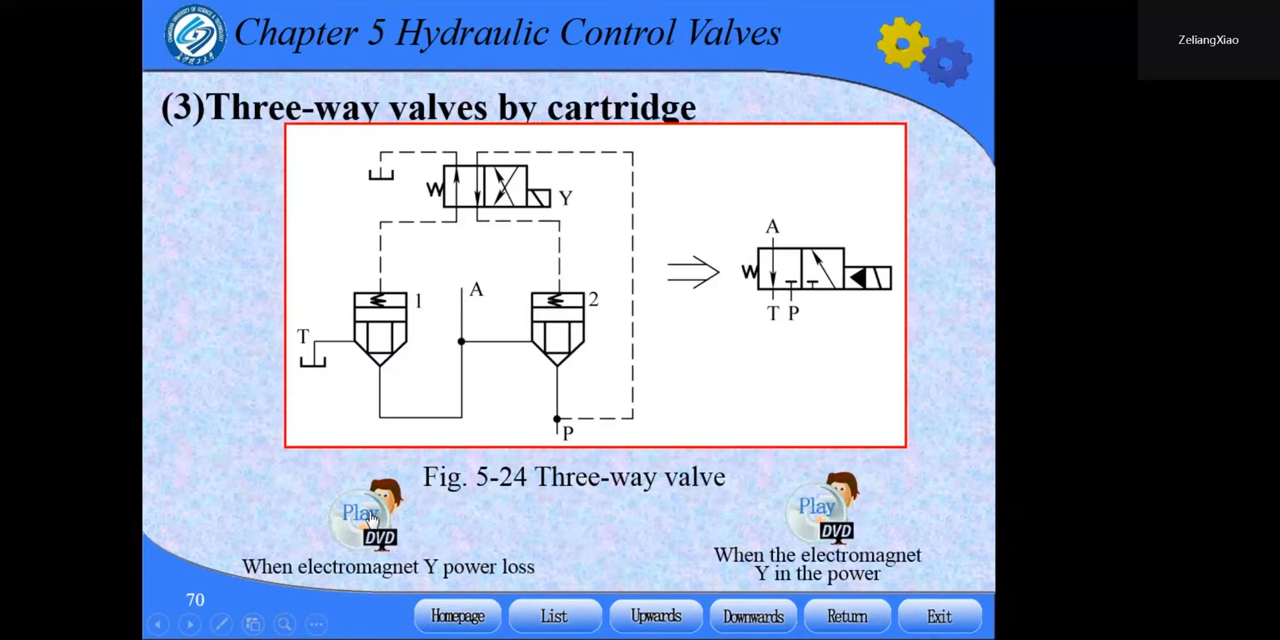 Chapter 5 Hydraulic Control Valves
ZeliangXiao
(3)Three-way valves by cartridge
Y
A
1
2
T
P
A
T P
Fig. 5-24 Three-way valve
Play
DVD
When electromagnet Y power loss
Play
DVD
When the electromagnet
Y in the power
70
Homepage
List
Upwards
Downwards
Return
Exit